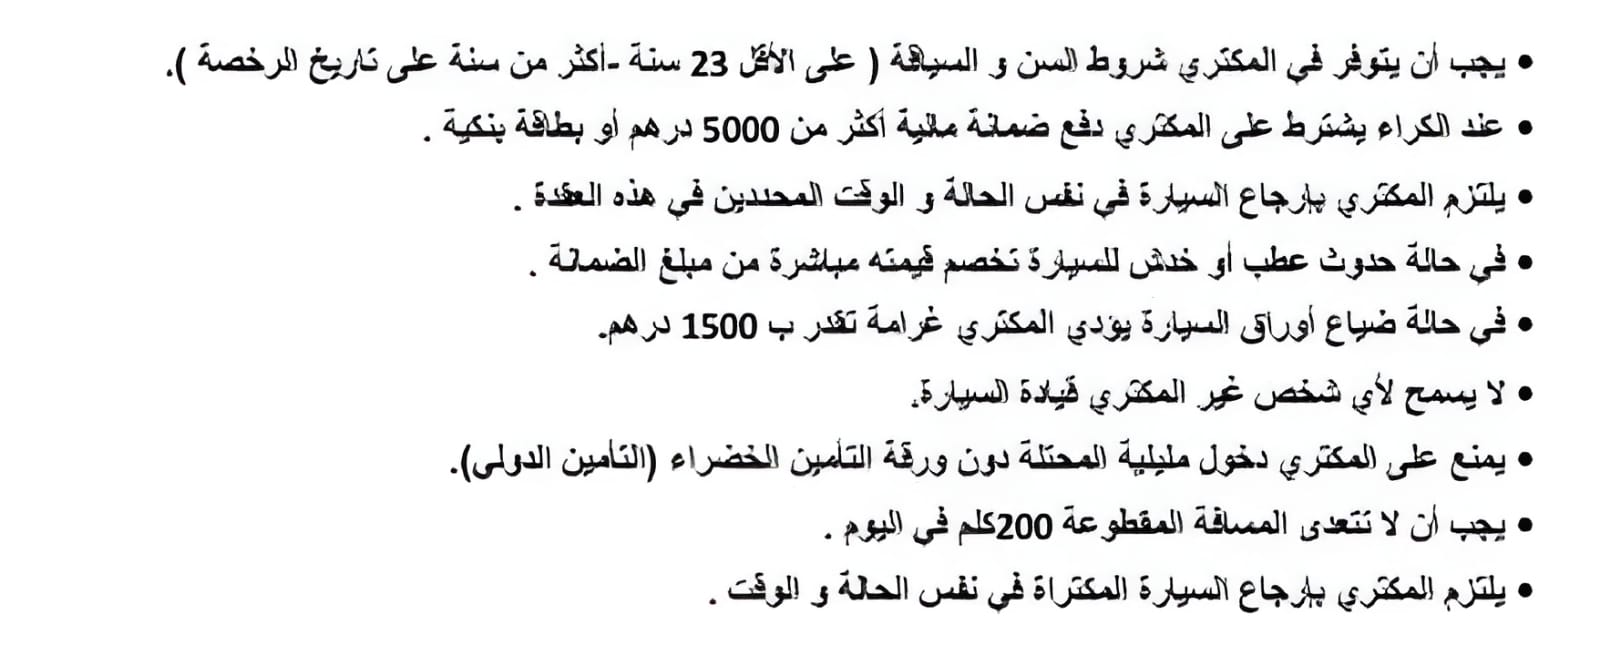 • يجب أن يتوفر في المكتري شروط السن و السياقة ( على الأقل 23 سنة -أكثر من سنة على تاريخ الرخصة ).
• عند الكراء يشترط على المكتري دفع ضمانة مالية أكثر من 5000 درهم أو بطاقة بنكية .
• يلتزم المكتري بإرجاع السيارة في نفس الحالة و الوقت المحددين في هذه العقدة .
• في حالة حدوث عطب أو خدش للسيارة تخصم قيمته مباشرة من مبلغ الضمانة .
• في حالة ضياع أوراق السيارة يؤدي المكتري غرامة تقدر ب 1500 درهم.
• لا يسمح لأي شخص غير المكتري قيادة السيارة.
• يمنع على المكتري دخول مليلية المحتلة دون ورقة التأمين الخضراء (التأمين الدولى).
• يجب أن لا تتعدى المسافة المقطوعة 200كلم في اليوم .
• يلتزم المكتري بإرجاع السيارة المكتراة في نفس الحالة و الوقت .